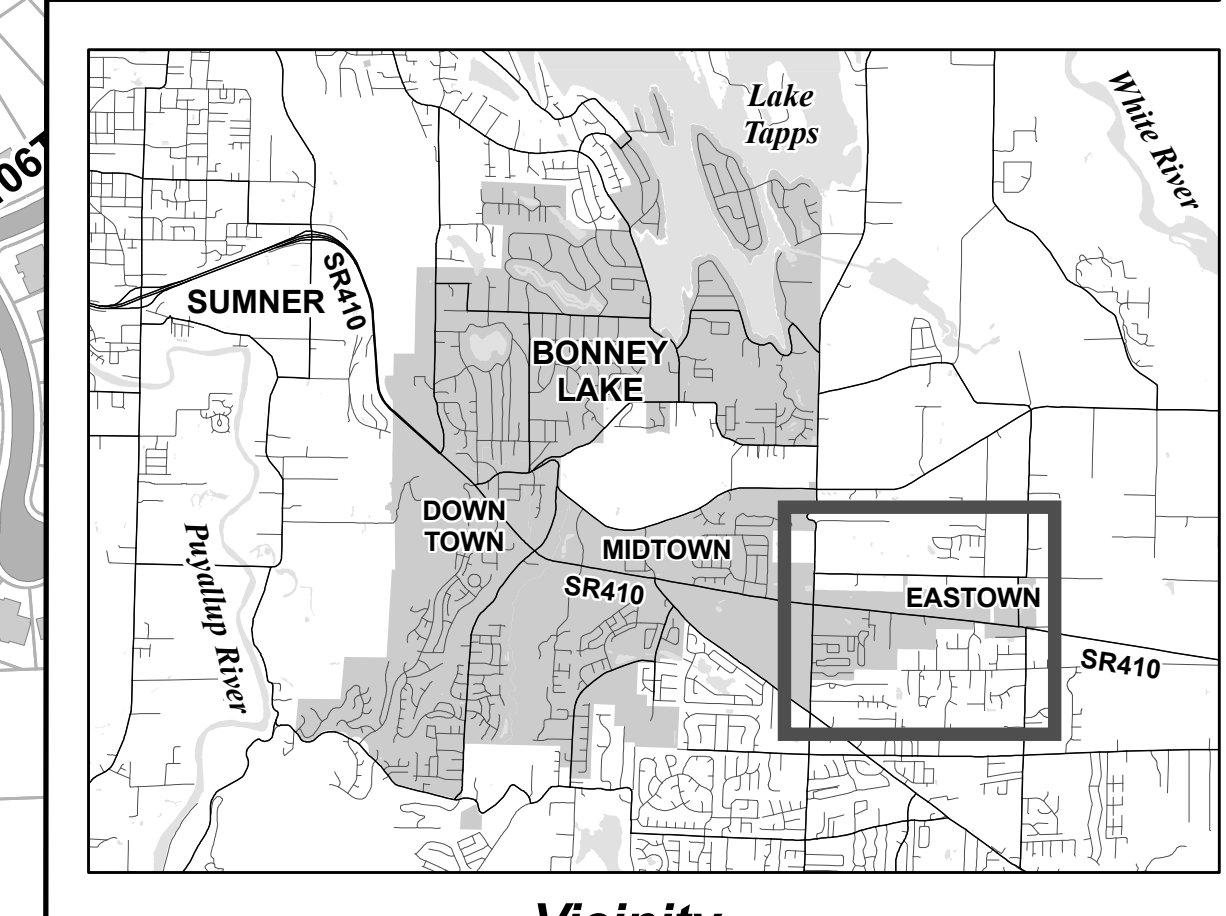 Lake
Tapps
White River
SR410
SUMNER
BONNEY
LAKE
DOWN
TOWN
MIDTOWN
SR410
EASTOWN
SR410
Puyallup River
Vicinity